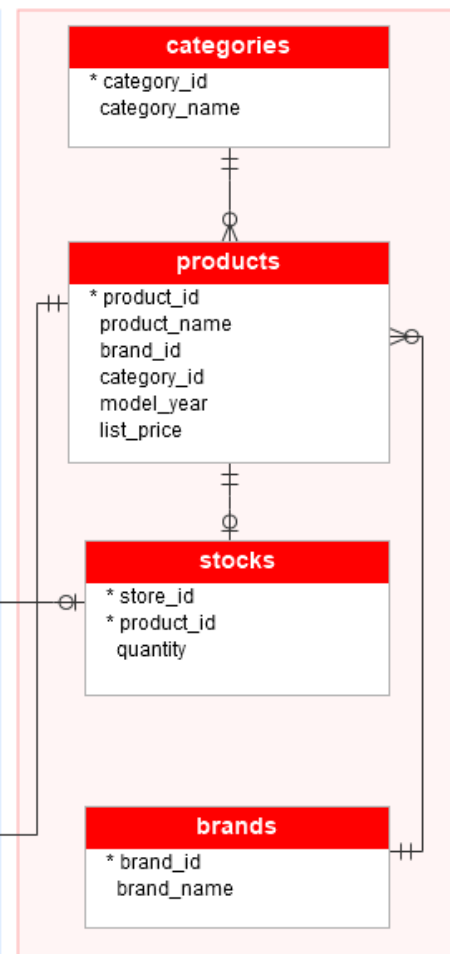 categories
* category_id
category_name
products
* product_id
product_name
brand_id
category_id
model_year
list_price
stocks
* store_id
* product_id
quantity
brands
* brand_id
brand_name